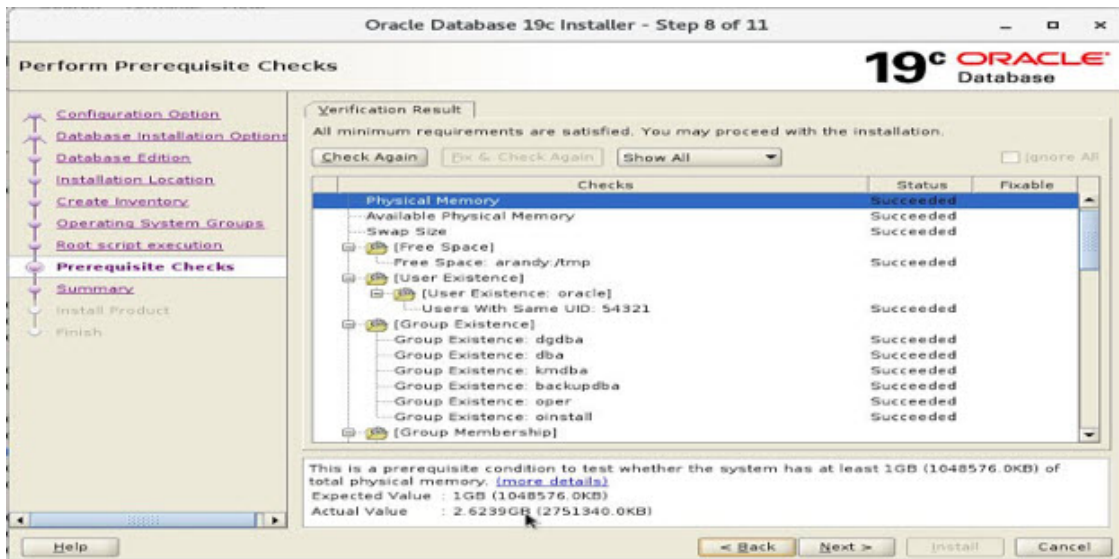 Oracle Database 19c Installer - Step 8 of 11
Perform Prerequisite Checks
19c ORACLE Database
Configuration Option
Database Installation Options
Database Edition
Installation Location
Create Inventory
Operating System Groups
Root script execution
Prerequisite Checks
Summary
Install Product
Finish
Verification Result
All minimum requirements are satisfied. You may proceed with the installation.
Check Again Fix & Check Again Show All Ignore All
Checks Status Fixable
Physical Memory Succeeded
Available Physical Memory Succeeded
Swap Size Succeeded
[Free Space]
Free Space: arandy:/tmp Succeeded
[User Existence]
[User Existence: oracle]
Users With Same UID: 54321 Succeeded
[Group Existence]
Group Existence: dgdba Succeeded
Group Existence: dba Succeeded
Group Existence: kmdba Succeeded
Group Existence: backupdba Succeeded
Group Existence: oper Succeeded
Group Existence: oinstall Succeeded
[Group Membership]
This is a prerequisite condition to test whether the system has at least 1GB (1048576.0KB) of
total physical memory. (more details)
Expected Value : 1GB (1048576.0KB)
Actual Value : 2.6239GB (2751340.0KB)
Help < Back Next > Install Cancel